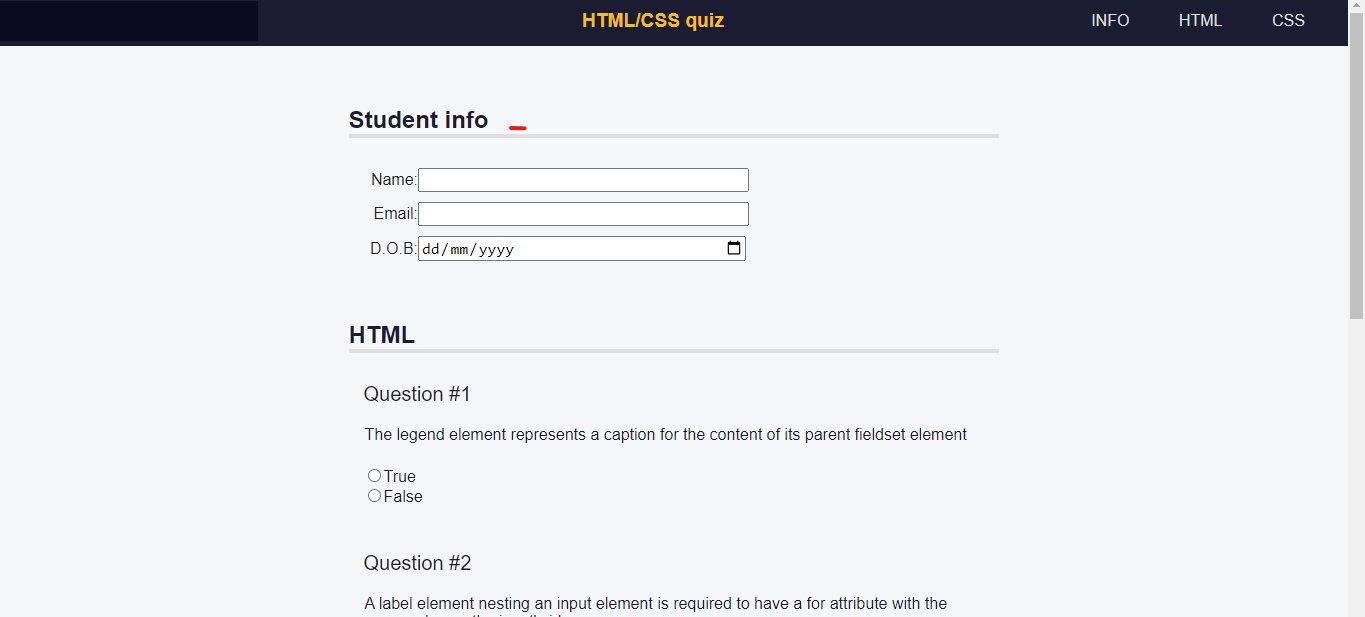 HTML/CSS quiz
INFO HTML CSS
Student info
Name:
Email:
D.O.B: dd/mm/yyyy
HTML
Question #1
The legend element represents a caption for the content of its parent fieldset element
True
False
Question #2
A label element nesting an input element is required to have a for attribute with the